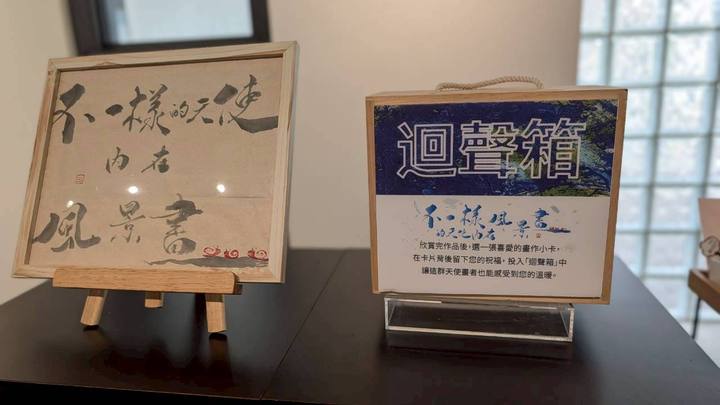 不一樣的天使
內在
風景畫
迴聲箱
不一樣風景畫
的天使內在
欣賞完作品後，選一張喜愛的畫作小卡，
在卡片背後留下您的祝福，投入「迴聲箱」中
讓這群天使畫者也能感受到您的溫暖。